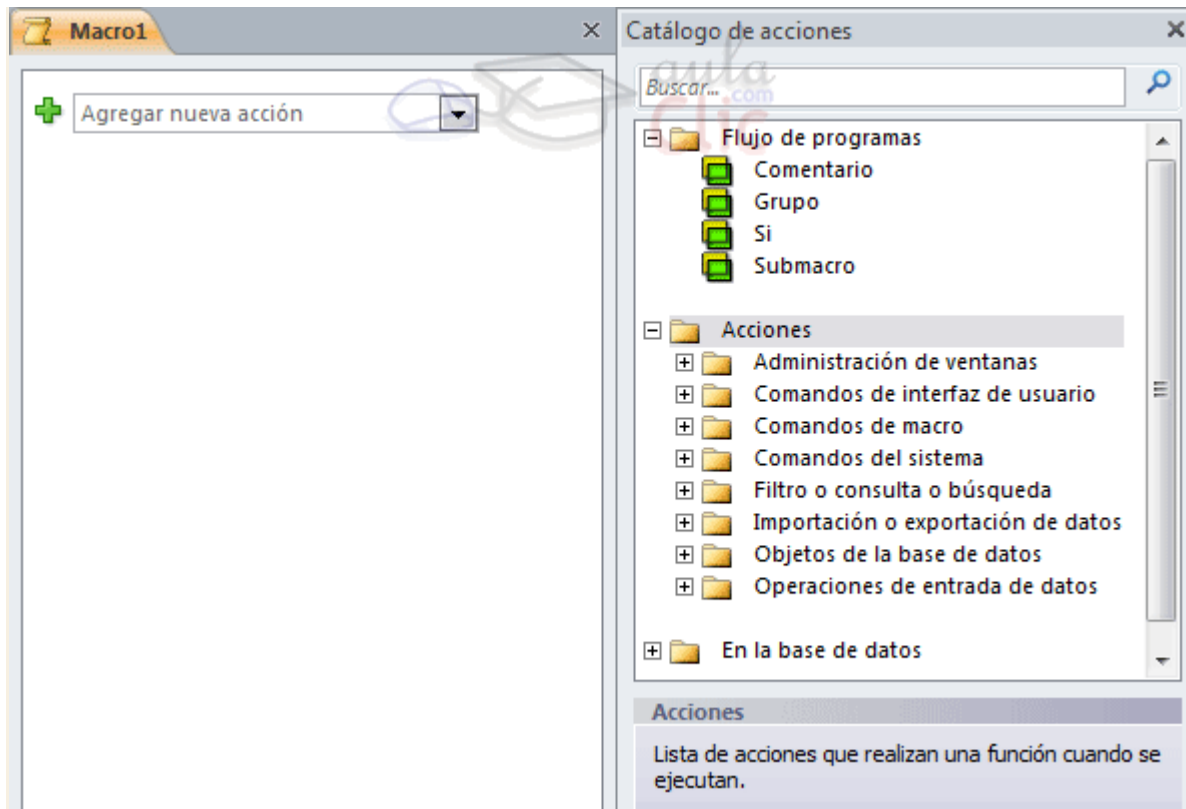 Macro1
Agregar nueva acción
Catálogo de acciones
aula
Clic
.com
Buscar...
Flujo de programas
Comentario
Grupo
Si
Submacro
Acciones
Administración de ventanas
Comandos de interfaz de usuario
Comandos de macro
Comandos del sistema
Filtro o consulta o búsqueda
Importación o exportación de datos
Objetos de la base de datos
Operaciones de entrada de datos
En la base de datos
Acciones
Lista de acciones que realizan una función cuando se
ejecutan.